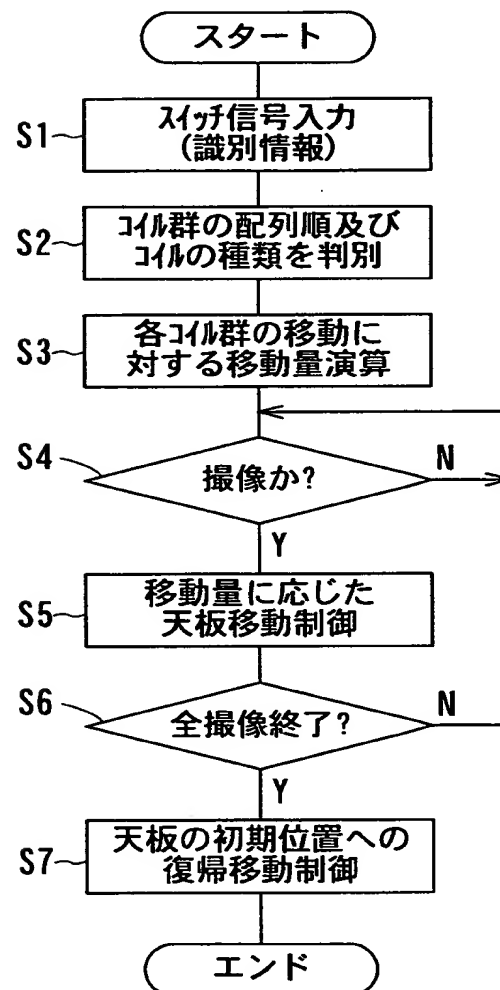 スタート
S1
スイッチ信号入力
(識別情報)
S2
コイル群の配列順及び
コイルの種類を判別
S3
各コイル群の移動に
対する移動量演算
S4
撮像か?
N
Y
S5
移動量に応じた
天板移動制御
S6
全撮像終了?
N
Y
S7
天板の初期位置への
復帰移動制御
エンド